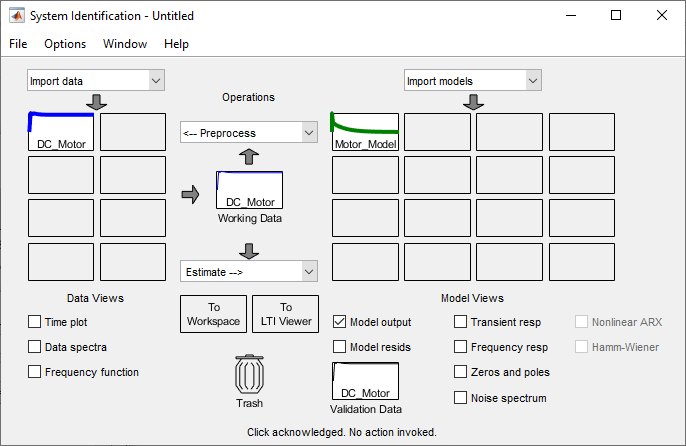 System Identification - Untitled
File Options Window Help
Import data
Import models
Operations
<-- Preprocess
DC_Motor
Motor_Model
DC_Motor
Working Data
Estimate -->
Data Views
Model Views
To
Workspace
To
LTI Viewer
Time plot
Data spectra
Frequency function
Model output
Model resids
Transient resp
Frequency resp
Zeros and poles
Noise spectrum
Nonlinear ARX
Hamm-Wiener
Trash
DC_Motor
Validation Data
Click acknowledged. No action invoked.